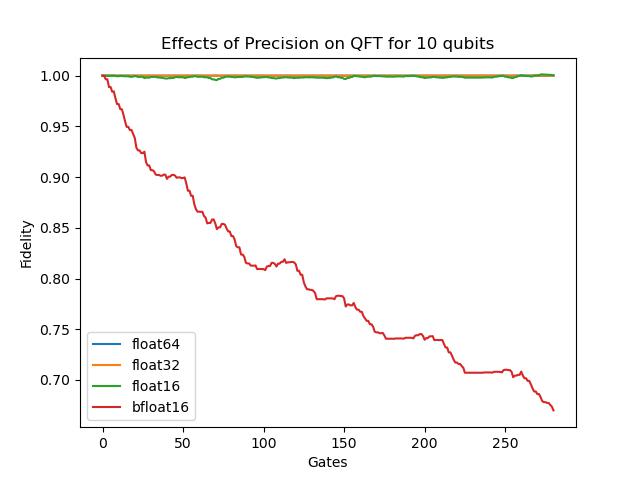 Effects of Precision on QFT for 10 qubits
1.00
0.95
0.90
0.85
0.80
0.75
0.70
Fidelity
float64
float32
float16
bfloat16
0 50 100 150 200 250
Gates